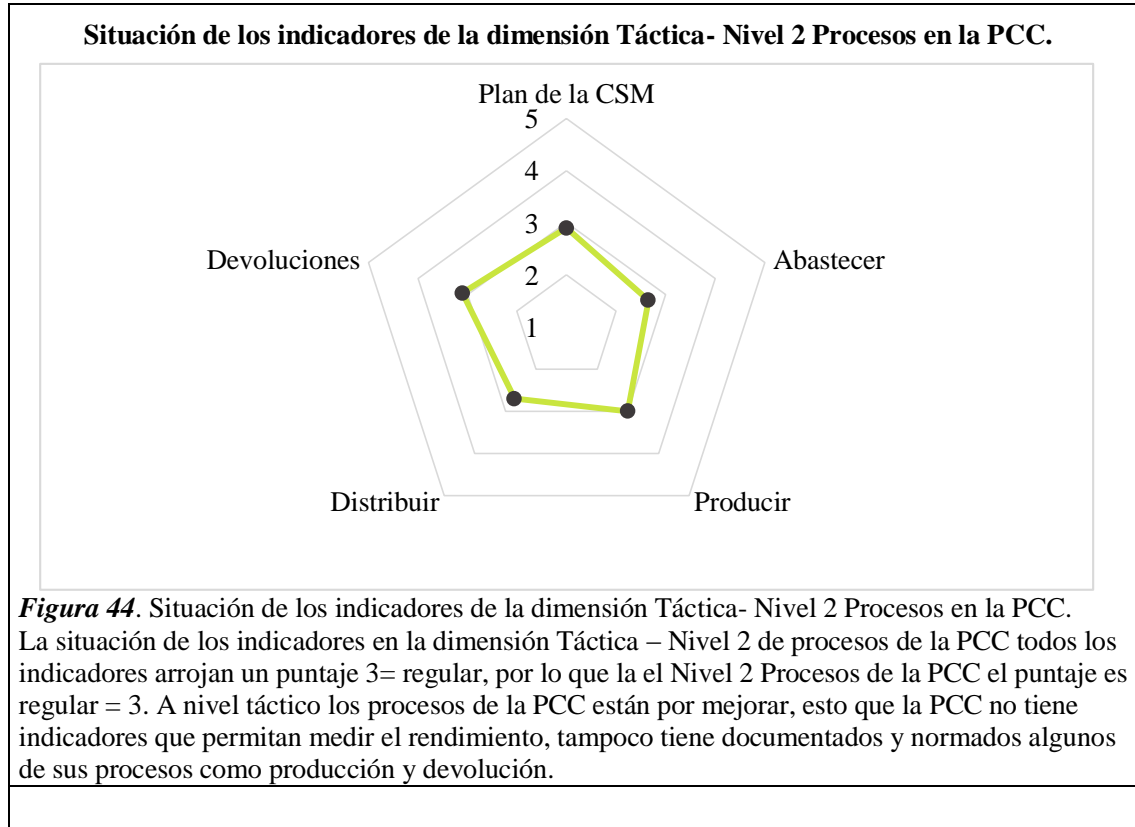 Situación de los indicadores de la dimensión Táctica- Nivel 2 Procesos en la PCC.
Plan de la CSM
5
4
3
2
1
Devoluciones
Abastecer
Distribuir
Producir
Figura 44. Situación de los indicadores de la dimensión Táctica- Nivel 2 Procesos en la PCC.
La situación de los indicadores en la dimensión Táctica – Nivel 2 de procesos de la PCC todos los
indicadores arrojan un puntaje 3= regular, por lo que la el Nivel 2 Procesos de la PCC el puntaje es
regular = 3. A nivel táctico los procesos de la PCC están por mejorar, esto que la PCC no tiene
indicadores que permitan medir el rendimiento, tampoco tiene documentados y normados algunos
de sus procesos como producción y devolución.